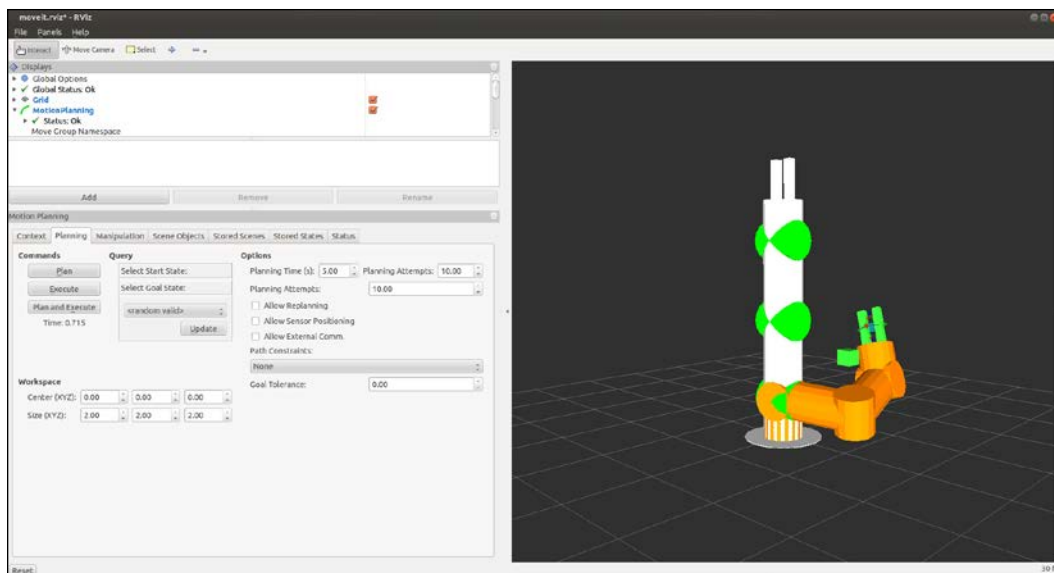 moveit.rviz* - RViz
File Panels Help
Interact Move Camera Select
Displays
Global Options
Global Status: Ok
Grid
MotionPlanning
Status: Ok
Move Group Namespace
Add Remove Rename
Motion Planning
Context Planning Manipulation Scene Objects Stored Scenes Stored States Status
Commands Query Options
Plan Select Start State: Planning Time (s): 5.00 Planning Attempts: 10.00
Execute Select Goal State: Planning Attempts: 10.00
Plan and Execute <random valid> Allow Replanning
Time: 0.715 Update Allow Sensor Positioning
Allow External Comm.
Path Constraints:
None
Workspace Goal Tolerance: 0.00
Center (XYZ): 0.00 0.00 0.00
Size (XYZ): 2.00 2.00 2.00
Reset